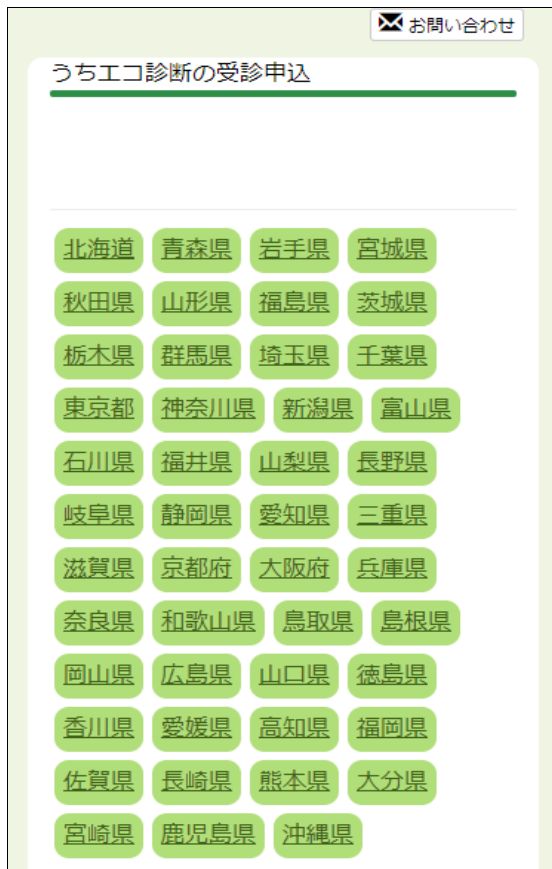 お問い合わせ
うちエコ診断の受診申込
北海道 青森県 岩手県 宮城県
秋田県 山形県 福島県 茨城県
栃木県 群馬県 埼玉県 千葉県
東京都 神奈川県 新潟県 富山県
石川県 福井県 山梨県 長野県
岐阜県 静岡県 愛知県 三重県
滋賀県 京都府 大阪府 兵庫県
奈良県 和歌山県 鳥取県 島根県
岡山県 広島県 山口県 徳島県
香川県 愛媛県 高知県 福岡県
佐賀県 長崎県 熊本県 大分県
宮崎県 鹿児島県 沖縄県